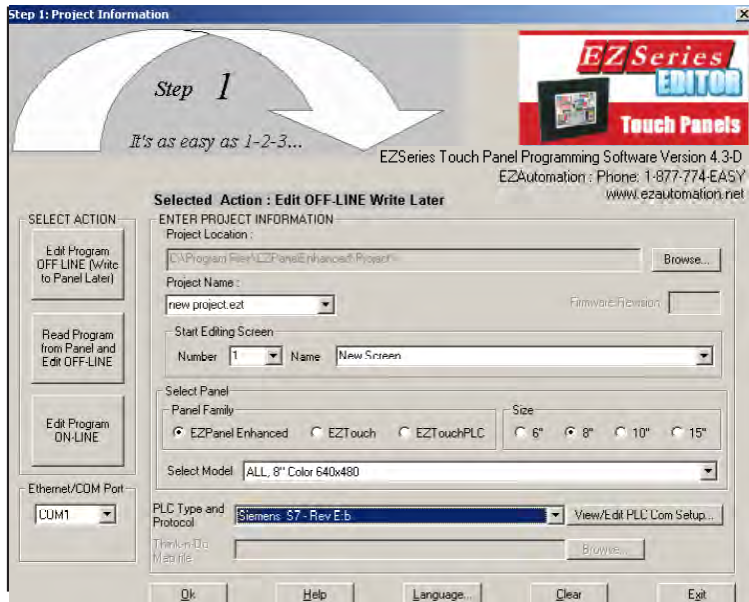 Step 1: Project Information
Step 1
It's as easy as 1-2-3...
EZSeries
EDITOR
Touch Panels
EZSeries Touch Panel Programming Software Version 4.3-D
EZAutomation : Phone: 1-877-774-EASY
www.ezautomation.net
Selected Action : Edit OFF-LINE Write Later
SELECT ACTION
Edit Program
OFF LINE (Write
to Panel Later)
Read Program
from Panel and
Edit OFF-LINE
Edit Program
ON-LINE
Ethernet/COM Port
COM1
ENTER PROJECT INFORMATION
Project Location :
C:\Program Files\EZPanelEnhanced\Project\
Browse...
Project Name :
new project.ezt
Firmware Revision
Start Editing Screen
Number 1 Name New Screen
Select Panel
Panel Family
EZPanel Enhanced EZTouch EZTouchPLC
Size
6" 8" 10" 15"
Select Model ALL, 8" Color 640x480
PLC Type and
Protocol
Siemens S7 - Rev E.b
View/Edit PLC Com Setup...
Browse...
Ok Help Language... Clear Exit